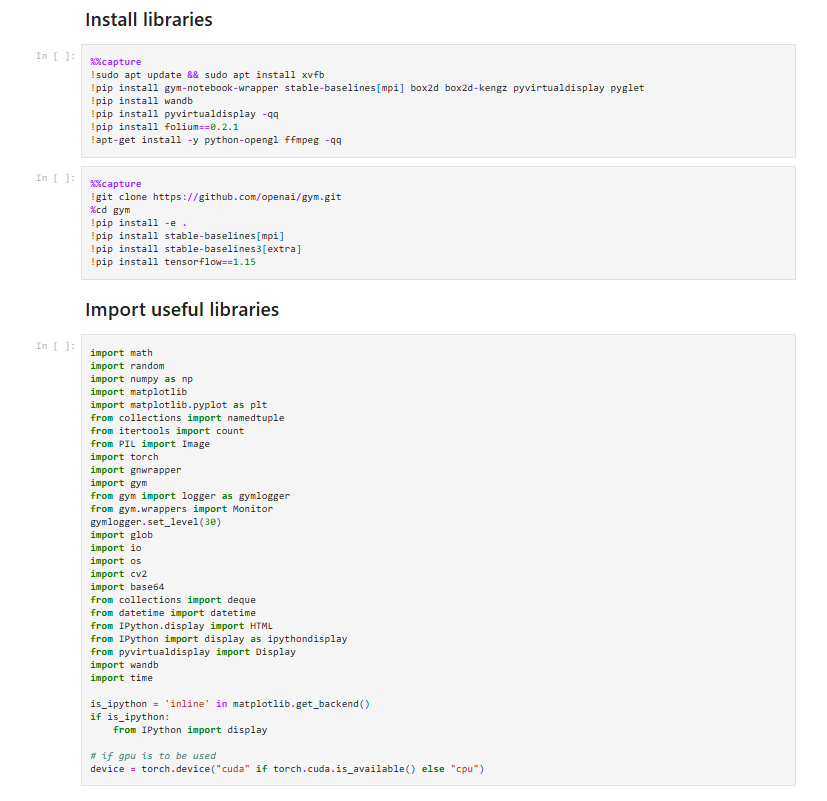 Install libraries
In [ ]:
%%capture
!sudo apt update && sudo apt install xvfb
!pip install gym-notebook-wrapper stable-baselines[mpi] box2d box2d-kengz pyvirtualdisplay pyglet
!pip install wandb
!pip install pyvirtualdisplay -qq
!pip install folium==0.2.1
!apt-get install -y python-opengl ffmpeg -qq
In [ ]:
%%capture
!git clone https://github.com/openai/gym.git
%cd gym
!pip install -e .
!pip install stable-baselines[mpi]
!pip install stable-baselines3[extra]
!pip install tensorflow==1.15
Import useful libraries
In [ ]:
import math
import random
import numpy as np
import matplotlib
import matplotlib.pyplot as plt
from collections import namedtuple
from itertools import count
from PIL import Image
import torch
import gnwrapper
import gym
from gym import logger as gymlogger
from gym.wrappers import Monitor
gymlogger.set_level(30)
import glob
import io
import os
import cv2
import base64
from collections import deque
from datetime import datetime
from IPython.display import HTML
from IPython import display as ipythondisplay
from pyvirtualdisplay import Display
import wandb
import time
is_ipython = 'inline' in matplotlib.get_backend()
if is_ipython:
    from IPython import display
# if gpu is to be used
device = torch.device("cuda" if torch.cuda.is_available() else "cpu")